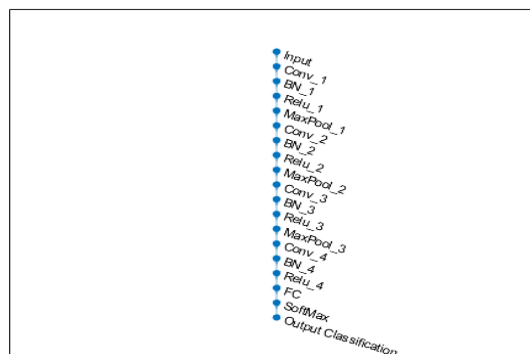 Input
Conv_1
BN_1
Relu_1
MaxPool_1
Conv_2
BN_2
Relu_2
MaxPool_2
Conv_3
BN_3
Relu_3
MaxPool_3
Conv_4
BN_4
Relu_4
FC
SoftMax
Output Classification